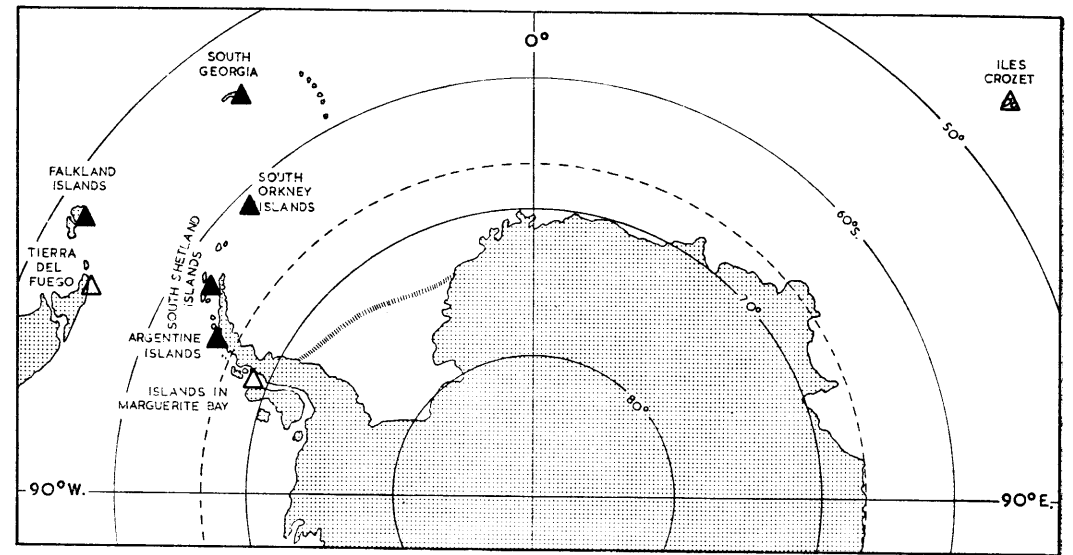 0°
SOUTH
GEORGIA
ILES
CROZET
50°
FALKLAND
ISLANDS
SOUTH
ORKNEY
ISLANDS
60°S.
TIERRA
DEL
FUEGO
SOUTH SHETLAND
ISLANDS
70°
ARGENTINE
ISLANDS
ISLANDS IN
MARGUERITE BAY
80°
90°W.
90°E.